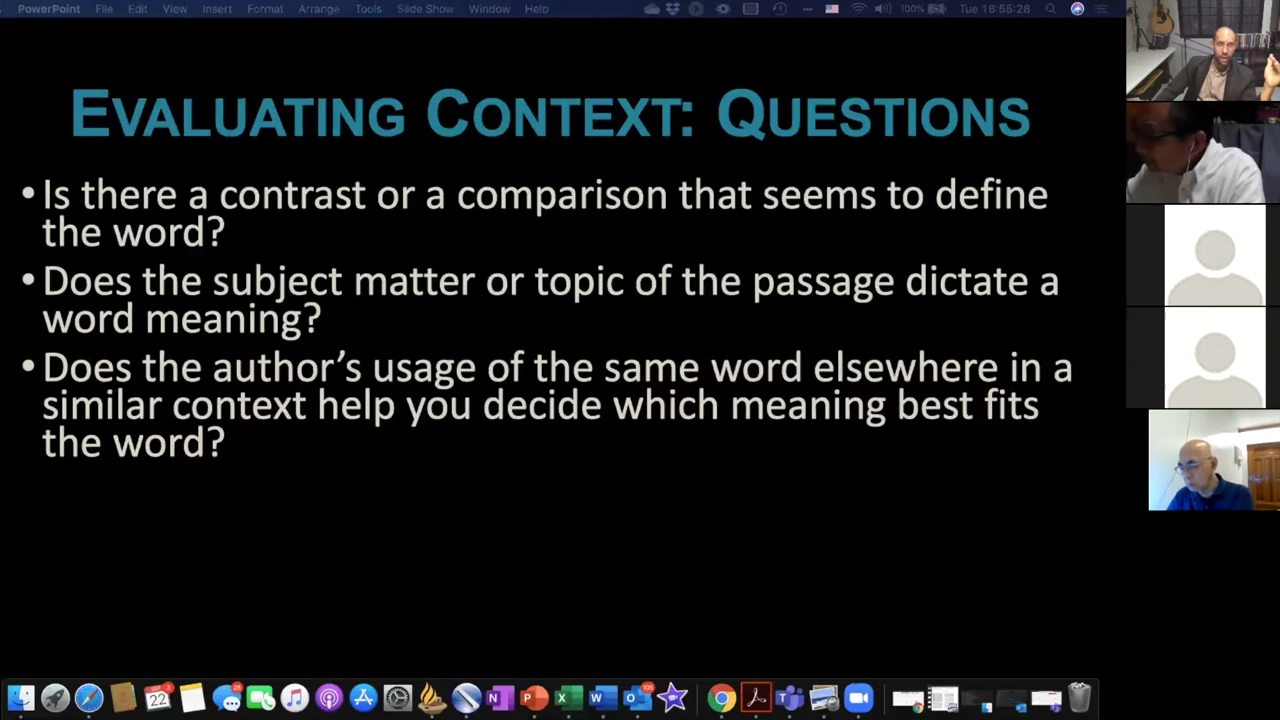 PowerPoint File Edit View Insert Format Arrange Tools Slide Show Window Help 100% Tue 18:55:28
EVALUATING CONTEXT: QUESTIONS
• Is there a contrast or a comparison that seems to define
the word?
• Does the subject matter or topic of the passage dictate a
word meaning?
• Does the author’s usage of the same word elsewhere in a
similar context help you decide which meaning best fits
the word?
22